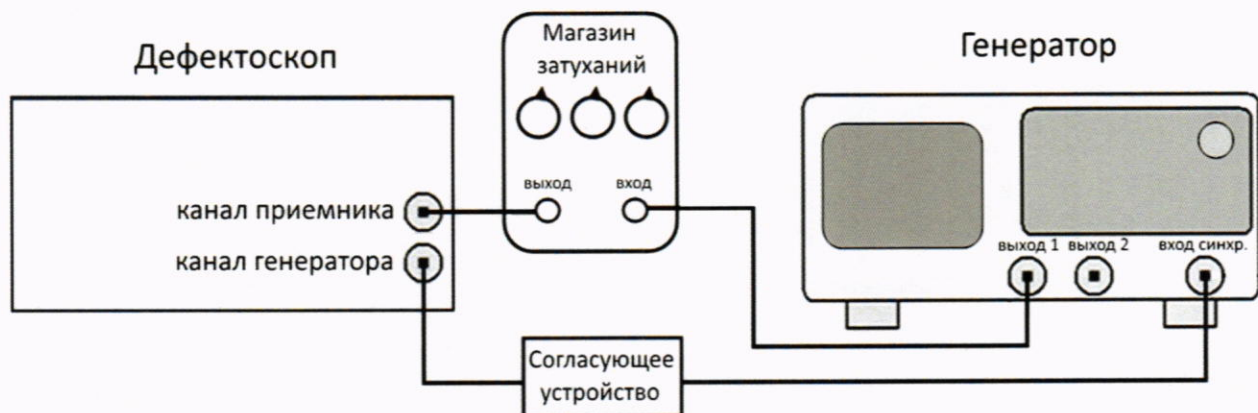 Дефектоскоп
Магазин
затуханий
Генератор
выход
вход
канал приемника
канал генератора
выход 1
выход 2
вход синхр.
Согласующее
устройство